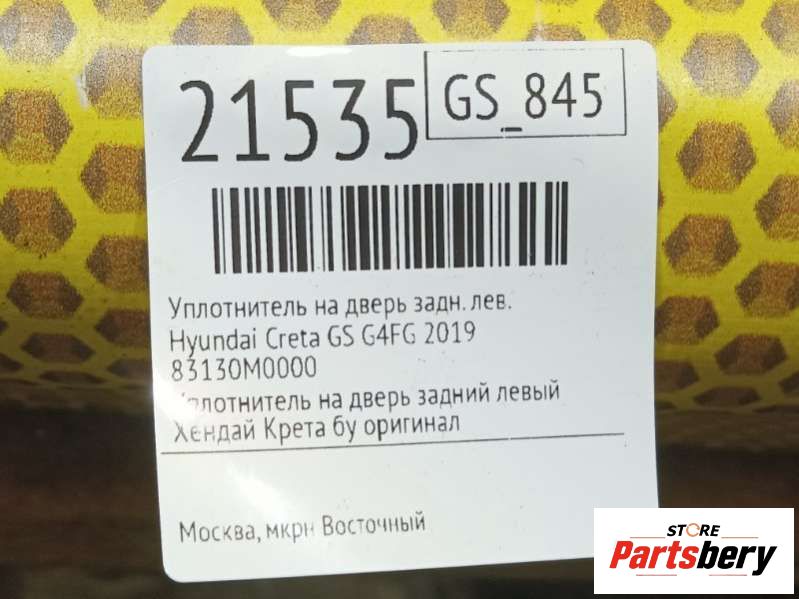 21535
GS_845
Уплотнитель на дверь задн. лев.
Hyundai Creta GS G4FG 2019
83130M0000
Уплотнитель на дверь задний левый
Хендай Крета бу оригинал
Москва, мкрн Восточный
STORE
Partsbery